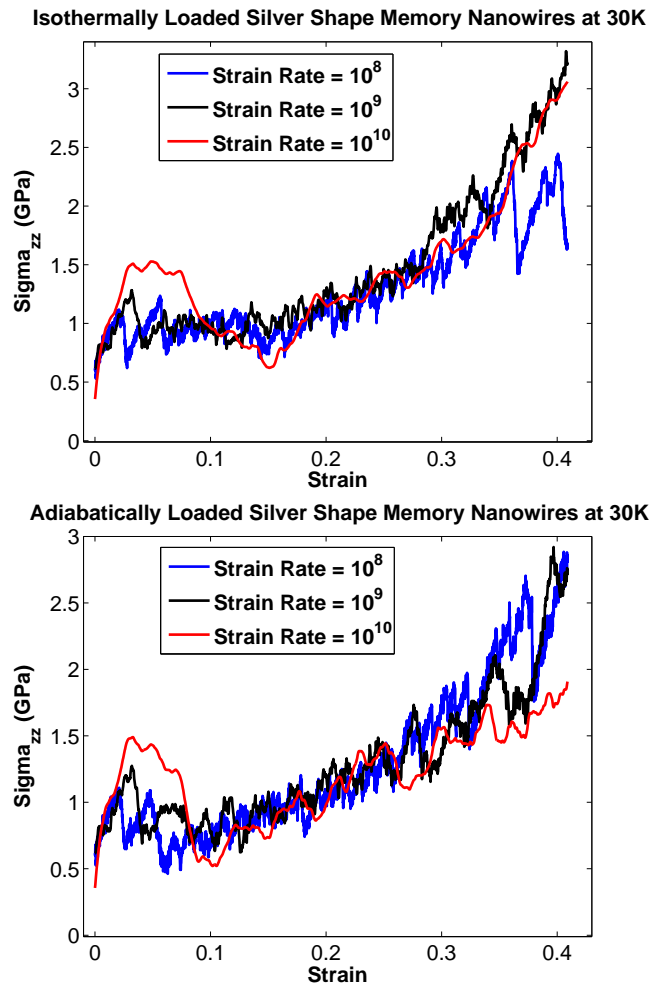 Isothermally Loaded Silver Shape Memory Nanowires at 30K
Strain Rate = 10^8
Strain Rate = 10^9
Strain Rate = 10^10
3
2.5
2
1.5
1
0.5
0
Sigma_zz (GPa)
0 0.1 0.2 0.3 0.4
Strain
Adiabatically Loaded Silver Shape Memory Nanowires at 30K
Strain Rate = 10^8
Strain Rate = 10^9
Strain Rate = 10^10
3
2.5
2
1.5
1
0.5
0
Sigma_zz (GPa)
0 0.1 0.2 0.3 0.4
Strain